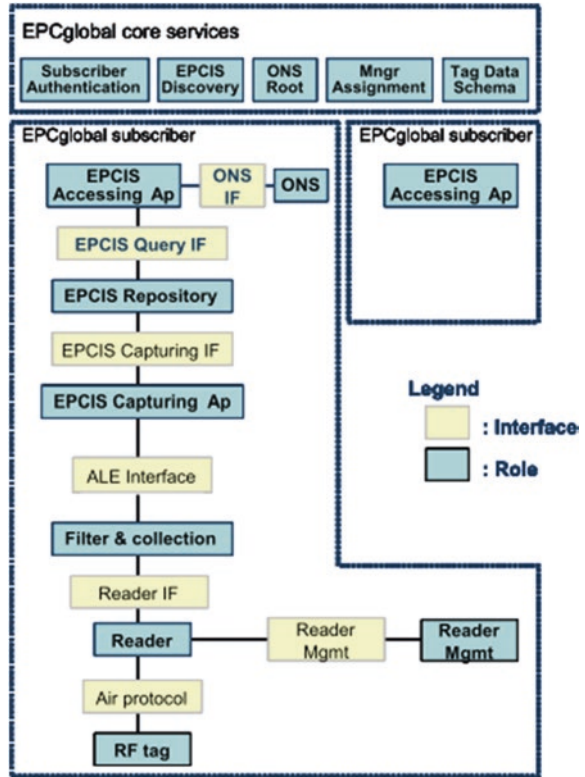 EPCglobal core services
Subscriber
Authentication
EPCIS
Discovery
ONS
Root
Mngr
Assignment
Tag Data
Schema
EPCglobal subscriber
EPCIS
Accessing Ap
ONS
IF
ONS
EPCIS Query IF
EPCIS Repository
EPCIS Capturing IF
EPCIS Capturing Ap
ALE Interface
Filter & collection
Reader IF
Reader
Reader
Mgmt
Reader
Mgmt
Air protocol
RF tag
EPCglobal subscriber
EPCIS
Accessing Ap
Legend
: Interface
: Role